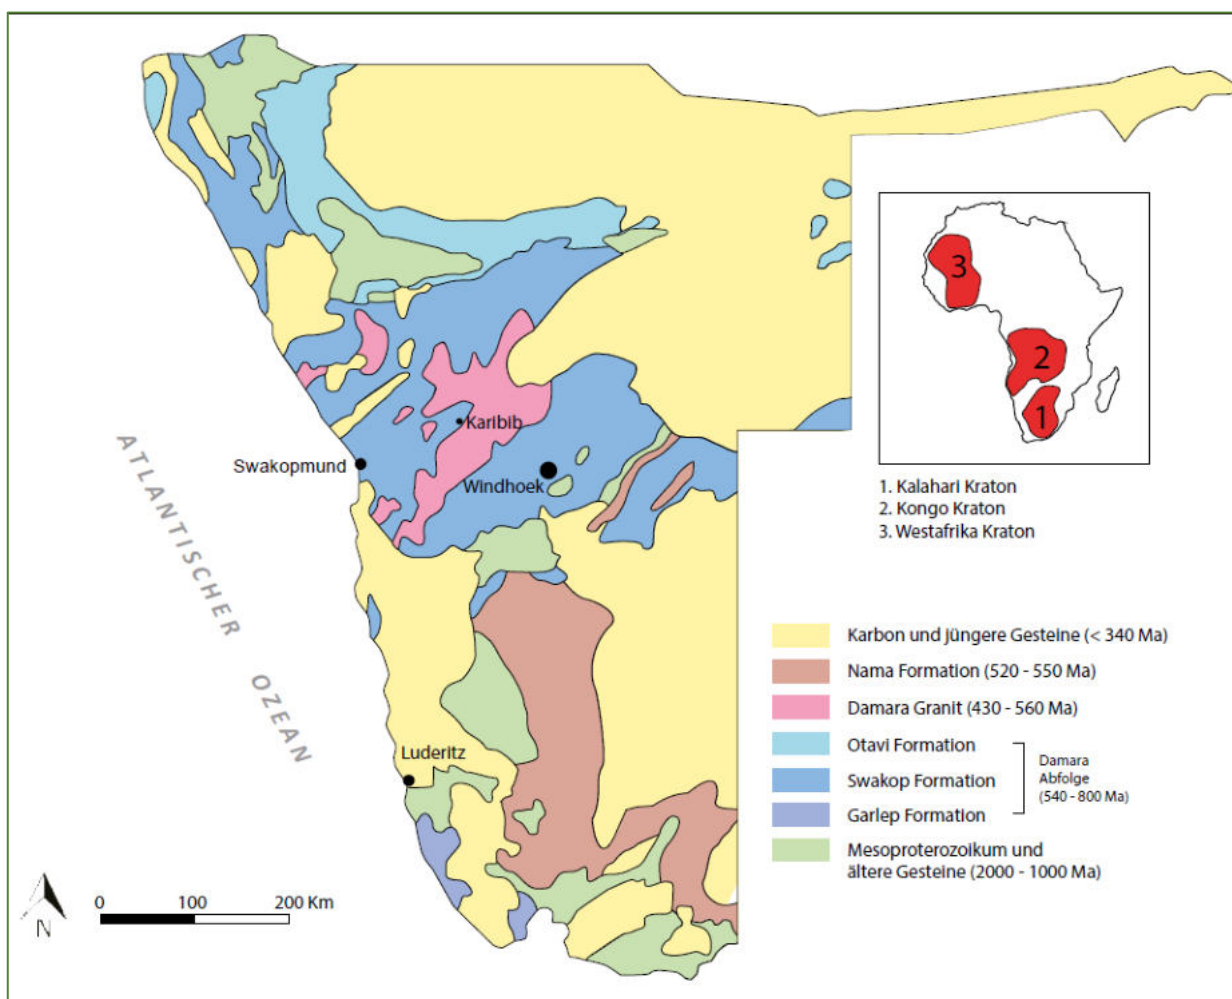 Karibib
Swakopmund
Windhoek
ATLANTISCHER OZEAN
Luderitz
N
0 100 200 Km
3
2
1
1. Kalahari Kraton
2. Kongo Kraton
3. Westafrika Kraton
Karbon und jüngere Gesteine (< 340 Ma)
Nama Formation (520 - 550 Ma)
Damara Granit (430 - 560 Ma)
Otavi Formation
Swakop Formation
Garlep Formation
Damara
Abfolge
(540 - 800 Ma)
Mesoproterozoikum und
ältere Gesteine (2000 - 1000 Ma)